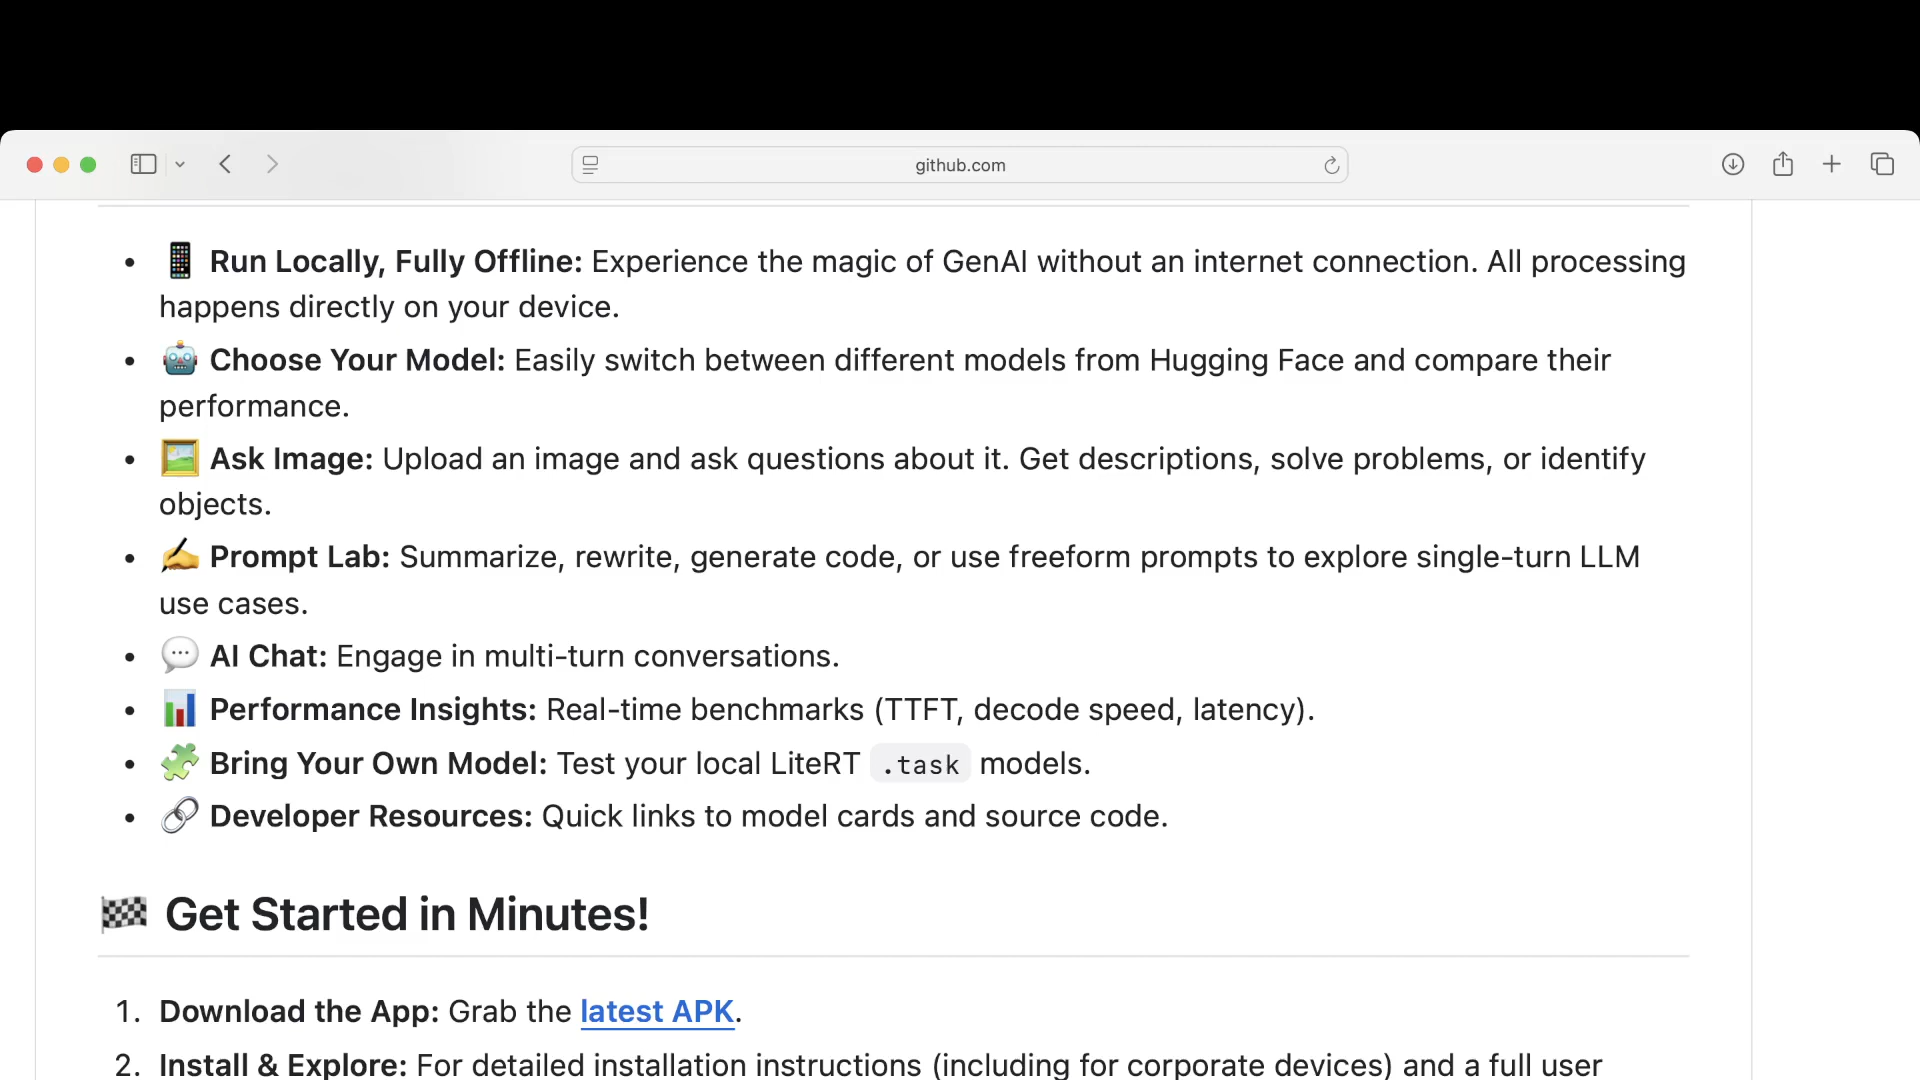 github.com
• 📱 Run Locally, Fully Offline: Experience the magic of GenAI without an internet connection. All processing
happens directly on your device.
• 🤖 Choose Your Model: Easily switch between different models from Hugging Face and compare their
performance.
• 🖼️ Ask Image: Upload an image and ask questions about it. Get descriptions, solve problems, or identify
objects.
• ✍️ Prompt Lab: Summarize, rewrite, generate code, or use freeform prompts to explore single-turn LLM
use cases.
• 💬 AI Chat: Engage in multi-turn conversations.
• 📊 Performance Insights: Real-time benchmarks (TTFT, decode speed, latency).
• 🧩 Bring Your Own Model: Test your local LiteRT .task models.
• 🔗 Developer Resources: Quick links to model cards and source code.
🏁 Get Started in Minutes!
1. Download the App: Grab the latest APK.
2. Install & Explore: For detailed installation instructions (including for corporate devices) and a full user